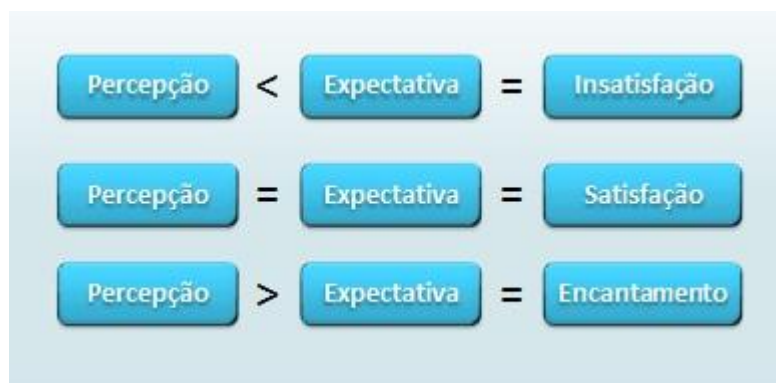 Percepção < Expectativa = Insatisfação
Percepção = Expectativa = Satisfação
Percepção > Expectativa = Encantamento